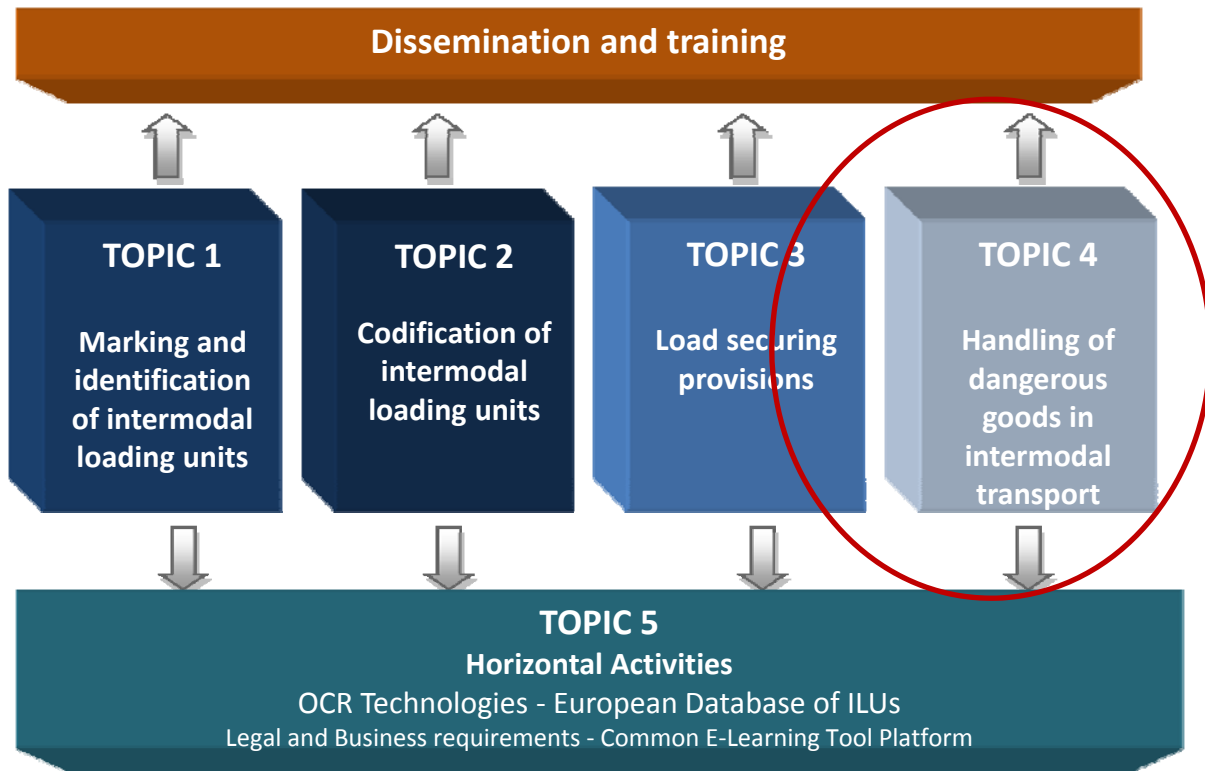 Dissemination and training
TOPIC 1
Marking and
identification
of intermodal
loading units
TOPIC 2
Codification of
intermodal
loading units
TOPIC 3
Load securing
provisions
TOPIC 4
Handling of
dangerous
goods in
intermodal
transport
TOPIC 5
Horizontal Activities
OCR Technologies - European Database of ILUs
Legal and Business requirements - Common E-Learning Tool Platform